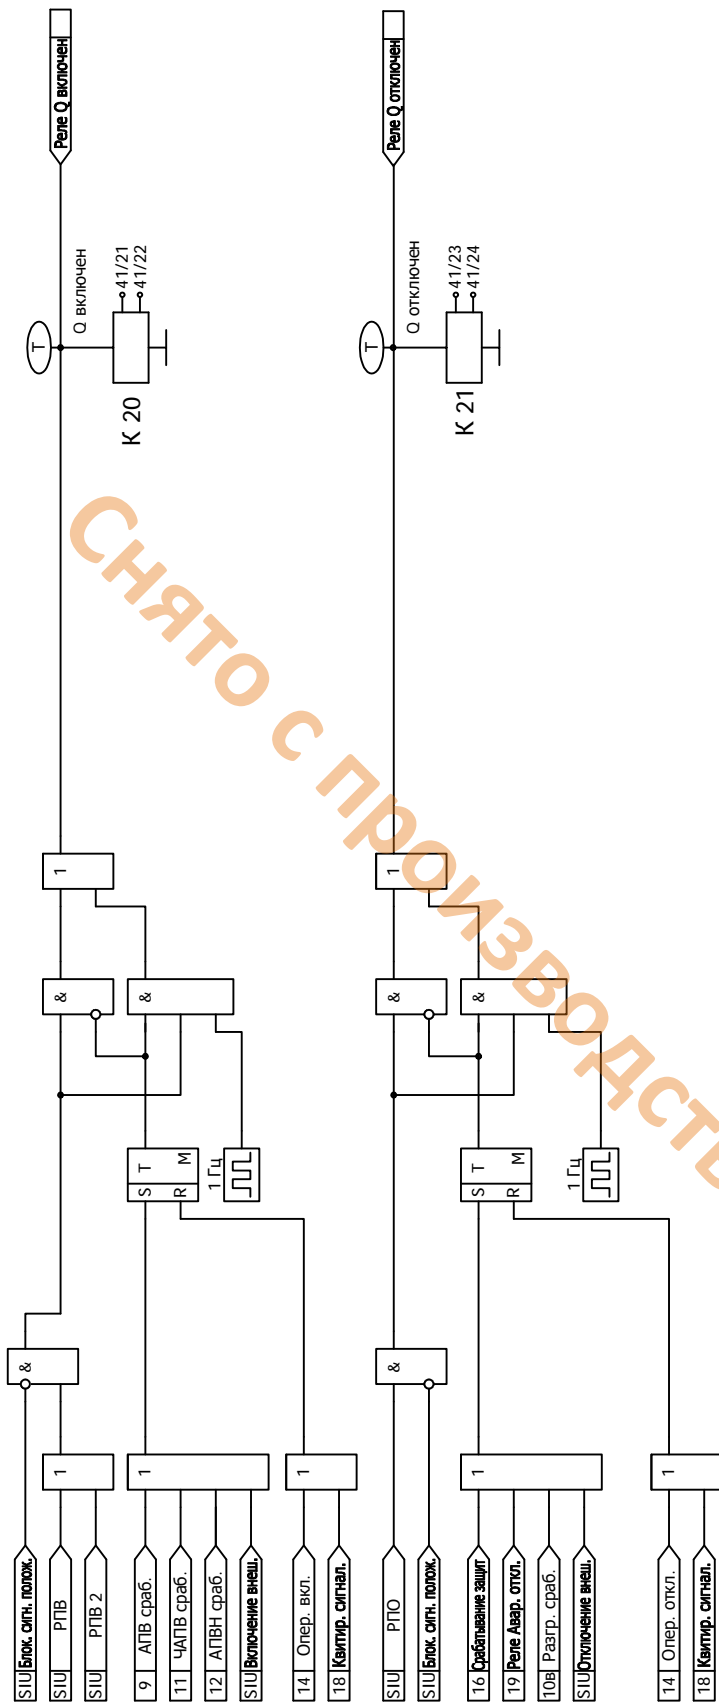 Реле Q включен
Q включен
T
41/21
41/22
K 20
1
&
&
S T
R M
1 Гц
&
1
1
1
SIU Блок. сигн. полож.
SIU РПВ
SIU РПВ 2
9 АПВ сраб.
11 ЧАПВ сраб.
12 АПВН сраб.
SIU Включение внеш.
14 Опер. вкл.
18 Квитир. сигнал.
Реле Q отключен
Q отключен
T
41/23
41/24
K 21
1
&
&
S T
R M
1 Гц
&
1
1
SIU РПО
SIU Блок. сигн. полож.
16 Срабатывание защит
19 Реле Авар. откл.
10в Разгр. сраб.
SIU Отключение внеш.
14 Опер. откл.
18 Квитир. сигнал.
Снято с производств